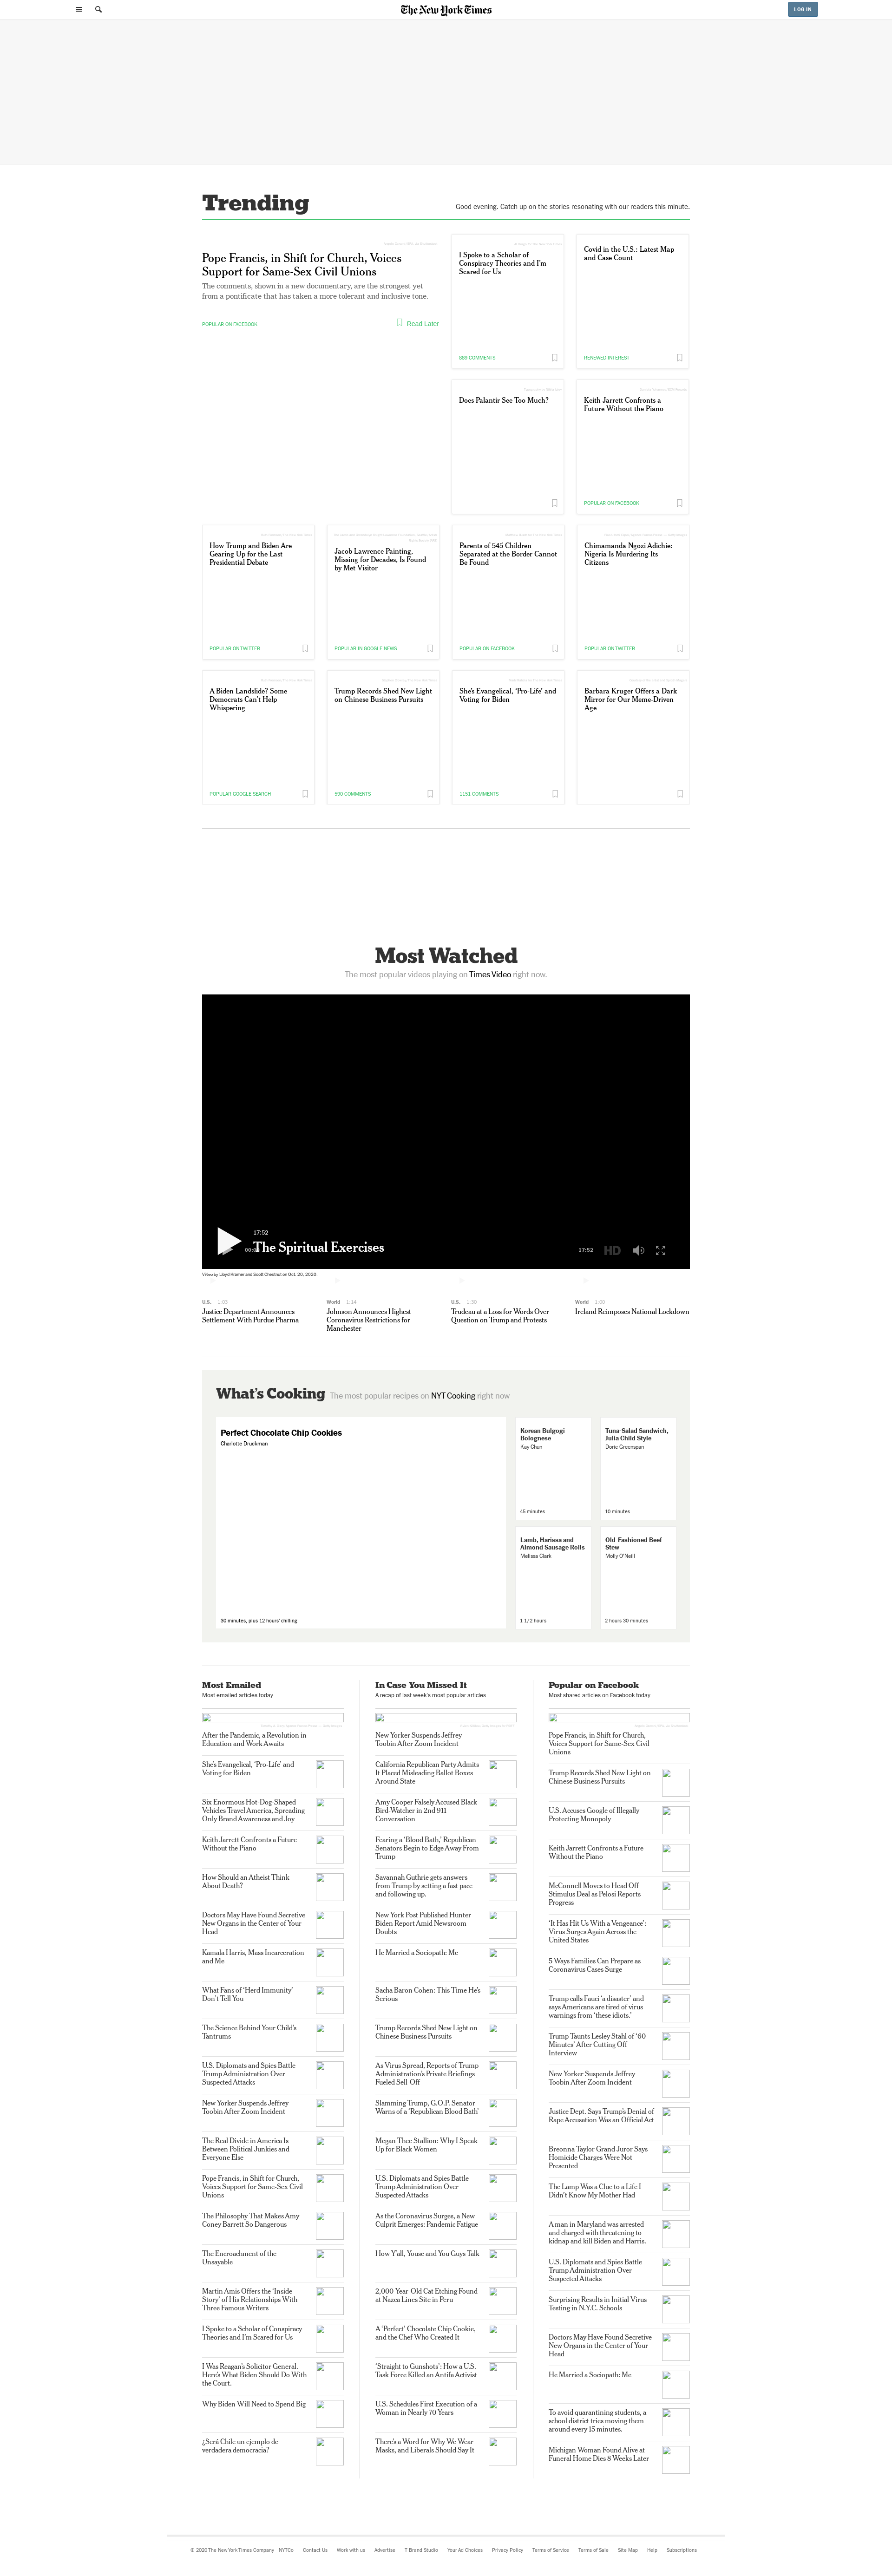 The New York Times
LOG IN
Trending
Good evening. Catch up on the stories resonating with our readers this minute.
Pope Francis, in Shift for Church, Voices
Support for Same-Sex Civil Unions
The comments, shown in a new documentary, are the strongest yet
from a pontificate that has taken a more tolerant and inclusive tone.
POPULAR ON FACEBOOK
Read Later
I Spoke to a Scholar of
Conspiracy Theories and I’m
Scared for Us
COMMENTS
Covid in the U.S.: Latest Map
and Case Count
RENEWED INTEREST
Does Palantir See Too Much?
Keith Jarrett Confronts a
Future Without the Piano
POPULAR ON FACEBOOK
How Trump and Biden Are
Gearing Up for the Last
Presidential Debate
POPULAR ON TWITTER
Jacob Lawrence Painting,
Missing for Decades, Is Found
by Met Visitor
POPULAR IN GOOGLE NEWS
Parents of 545 Children
Separated at the Border Cannot
Be Found
POPULAR ON FACEBOOK
Chimamanda Ngozi Adichie:
Nigeria Is Murdering Its
Citizens
POPULAR ON TWITTER
A Biden Landslide? Some
Democrats Can’t Help
Whispering
POPULAR GOOGLE SEARCH
Trump Records Shed New Light
on Chinese Business Pursuits
590 COMMENTS
She’s Evangelical, ‘Pro-Life’ and
Voting for Biden
1151 COMMENTS
Barbara Kruger Offers a Dark
Mirror for Our Meme-Driven
Age
Most Watched
The most popular videos playing on Times Video right now.
17:52
The Spiritual Exercises
17:52
HD
Video by Lloyd Kramer and Scott Chestnut on Oct. 20, 2020.
U.S. 1:03
Justice Department Announces
Settlement With Purdue Pharma
World 1:14
Johnson Announces Highest
Coronavirus Restrictions for
Manchester
U.S. 1:35
Trudeau at a Loss for Words Over
Question on Trump and Protests
World 1:00
Ireland Reimposes National Lockdown
What’s Cooking The most popular recipes on NYT Cooking right now
Perfect Chocolate Chip Cookies
Charlotte Druckman
30 minutes, plus 12 hours’ chilling
Korean Bulgogi
Bolognese
Kay Chun
45 minutes
Tuna-Salad Sandwich,
Julia Child Style
Dorie Greenspan
10 minutes
Lamb, Harissa and
Almond Sausage Rolls
Melissa Clark
1 1/2 hours
Old-Fashioned Beef
Stew
Molly O’Neill
2 hours 30 minutes
Most Emailed
Most emailed articles today
After the Pandemic, a Revolution in
Education and Work Awaits
She’s Evangelical, ‘Pro-Life’ and
Voting for Biden
Six Enormous Hot-Dog-Shaped
Vehicles Travel America, Spreading
Only Brand Awareness and Joy
Keith Jarrett Confronts a Future
Without the Piano
How Should an Atheist Think
About Death?
Doctors May Have Found Secretive
New Organs in the Center of Your
Head
Kamala Harris, Mass Incarceration
and Me
What Fans of ‘Herd Immunity’
Don’t Tell You
The Science Behind Your Child’s
Tantrums
U.S. Diplomats and Spies Battle
Trump Administration Over
Suspected Attacks
New Yorker Suspends Jeffrey
Toobin After Zoom Incident
The Real Divide in America Is
Between Political Junkies and
Everyone Else
Pope Francis, in Shift for Church,
Voices Support for Same-Sex Civil
Unions
The Philosophy That Makes Amy
Coney Barrett So Dangerous
The Encroachment of the
Unsayable
Martin Amis Offers the ‘Inside
Story’ of His Relationships With
Three Famous Writers
I Spoke to a Scholar of Conspiracy
Theories and I’m Scared for Us
I Was Reagan’s Solicitor General.
Here’s What Biden Should Do With
the Court.
Why Biden Will Need to Spend Big
¿Será Chile un ejemplo de
verdadera democracia?
In Case You Missed It
A recap of last week’s most popular articles
New Yorker Suspends Jeffrey
Toobin After Zoom Incident
California Republican Party Admits
It Placed Misleading Ballot Boxes
Around State
Amy Cooper Falsely Accused Black
Bird-Watcher in 2nd 911
Conversation
Fearing a ‘Blood Bath,’ Republican
Senators Begin to Edge Away From
Trump
Savannah Guthrie gets answers
from Trump by setting a fast pace
and following up.
New York Post Published Hunter
Biden Report Amid Newsroom
Doubts
He Married a Sociopath: Me
Sacha Baron Cohen: This Time He’s
Serious
Trump Records Shed New Light on
Chinese Business Pursuits
As Virus Spread, Reports of Trump
Administration’s Private Briefings
Fueled Sell-Off
Slamming Trump, G.O.P. Senator
Warns of a ‘Republican Blood Bath’
Megan Thee Stallion: Why I Speak
Up for Black Women
U.S. Diplomats and Spies Battle
Trump Administration Over
Suspected Attacks
As the Coronavirus Surges, a New
Culprit Emerges: Pandemic Fatigue
How Y’all, Youse and You Guys Talk
2,000-Year-Old Cat Etching Found
at Nazca Lines Site in Peru
A ‘Perfect’ Chocolate Chip Cookie,
and the Chef Who Created It
‘Straight to Gunshots’: How a U.S.
Task Force Killed an Antifa Activist
U.S. Schedules First Execution of a
Woman in Nearly 70 Years
There’s a Word for Why We Wear
Masks, and Liberals Should Say It
Popular on Facebook
Most shared articles on Facebook today
Pope Francis, in Shift for Church,
Voices Support for Same-Sex Civil
Unions
Trump Records Shed New Light on
Chinese Business Pursuits
U.S. Accuses Google of Illegally
Protecting Monopoly
Keith Jarrett Confronts a Future
Without the Piano
McConnell Moves to Head Off
Stimulus Deal as Pelosi Reports
Progress
‘It Has Hit Us With a Vengeance’:
Virus Surges Again Across the
United States
5 Ways Families Can Prepare as
Coronavirus Cases Surge
Trump calls Fauci ‘a disaster’ and
says Americans are tired of virus
warnings from ‘these idiots.’
Trump Taunts Lesley Stahl of ‘60
Minutes’ After Cutting Off
Interview
New Yorker Suspends Jeffrey
Toobin After Zoom Incident
Justice Dept. Says Trump’s Denial of
Rape Accusation Was an Official Act
Breonna Taylor Grand Juror Says
Homicide Charges Were Not
Presented
The Lamp Was a Clue to a Life I
Didn’t Know My Mother Had
A man in Maryland was arrested
and charged with threatening to
kidnap and kill Biden and Harris.
U.S. Diplomats and Spies Battle
Trump Administration Over
Suspected Attacks
Surprising Results in Initial Virus
Testing in N.Y.C. Schools
Doctors May Have Found Secretive
New Organs in the Center of Your
Head
He Married a Sociopath: Me
To avoid quarantining students, a
school district tries moving them
around every 15 minutes.
Michigan Woman Found Alive at
Funeral Home Dies 8 Weeks Later
© 2020 The New York Times Company NYTCo Contact Us Work with us Advertise T Brand Studio Your Ad Choices Privacy Policy Terms of Service Terms of Sale Site Map Help Subscriptions